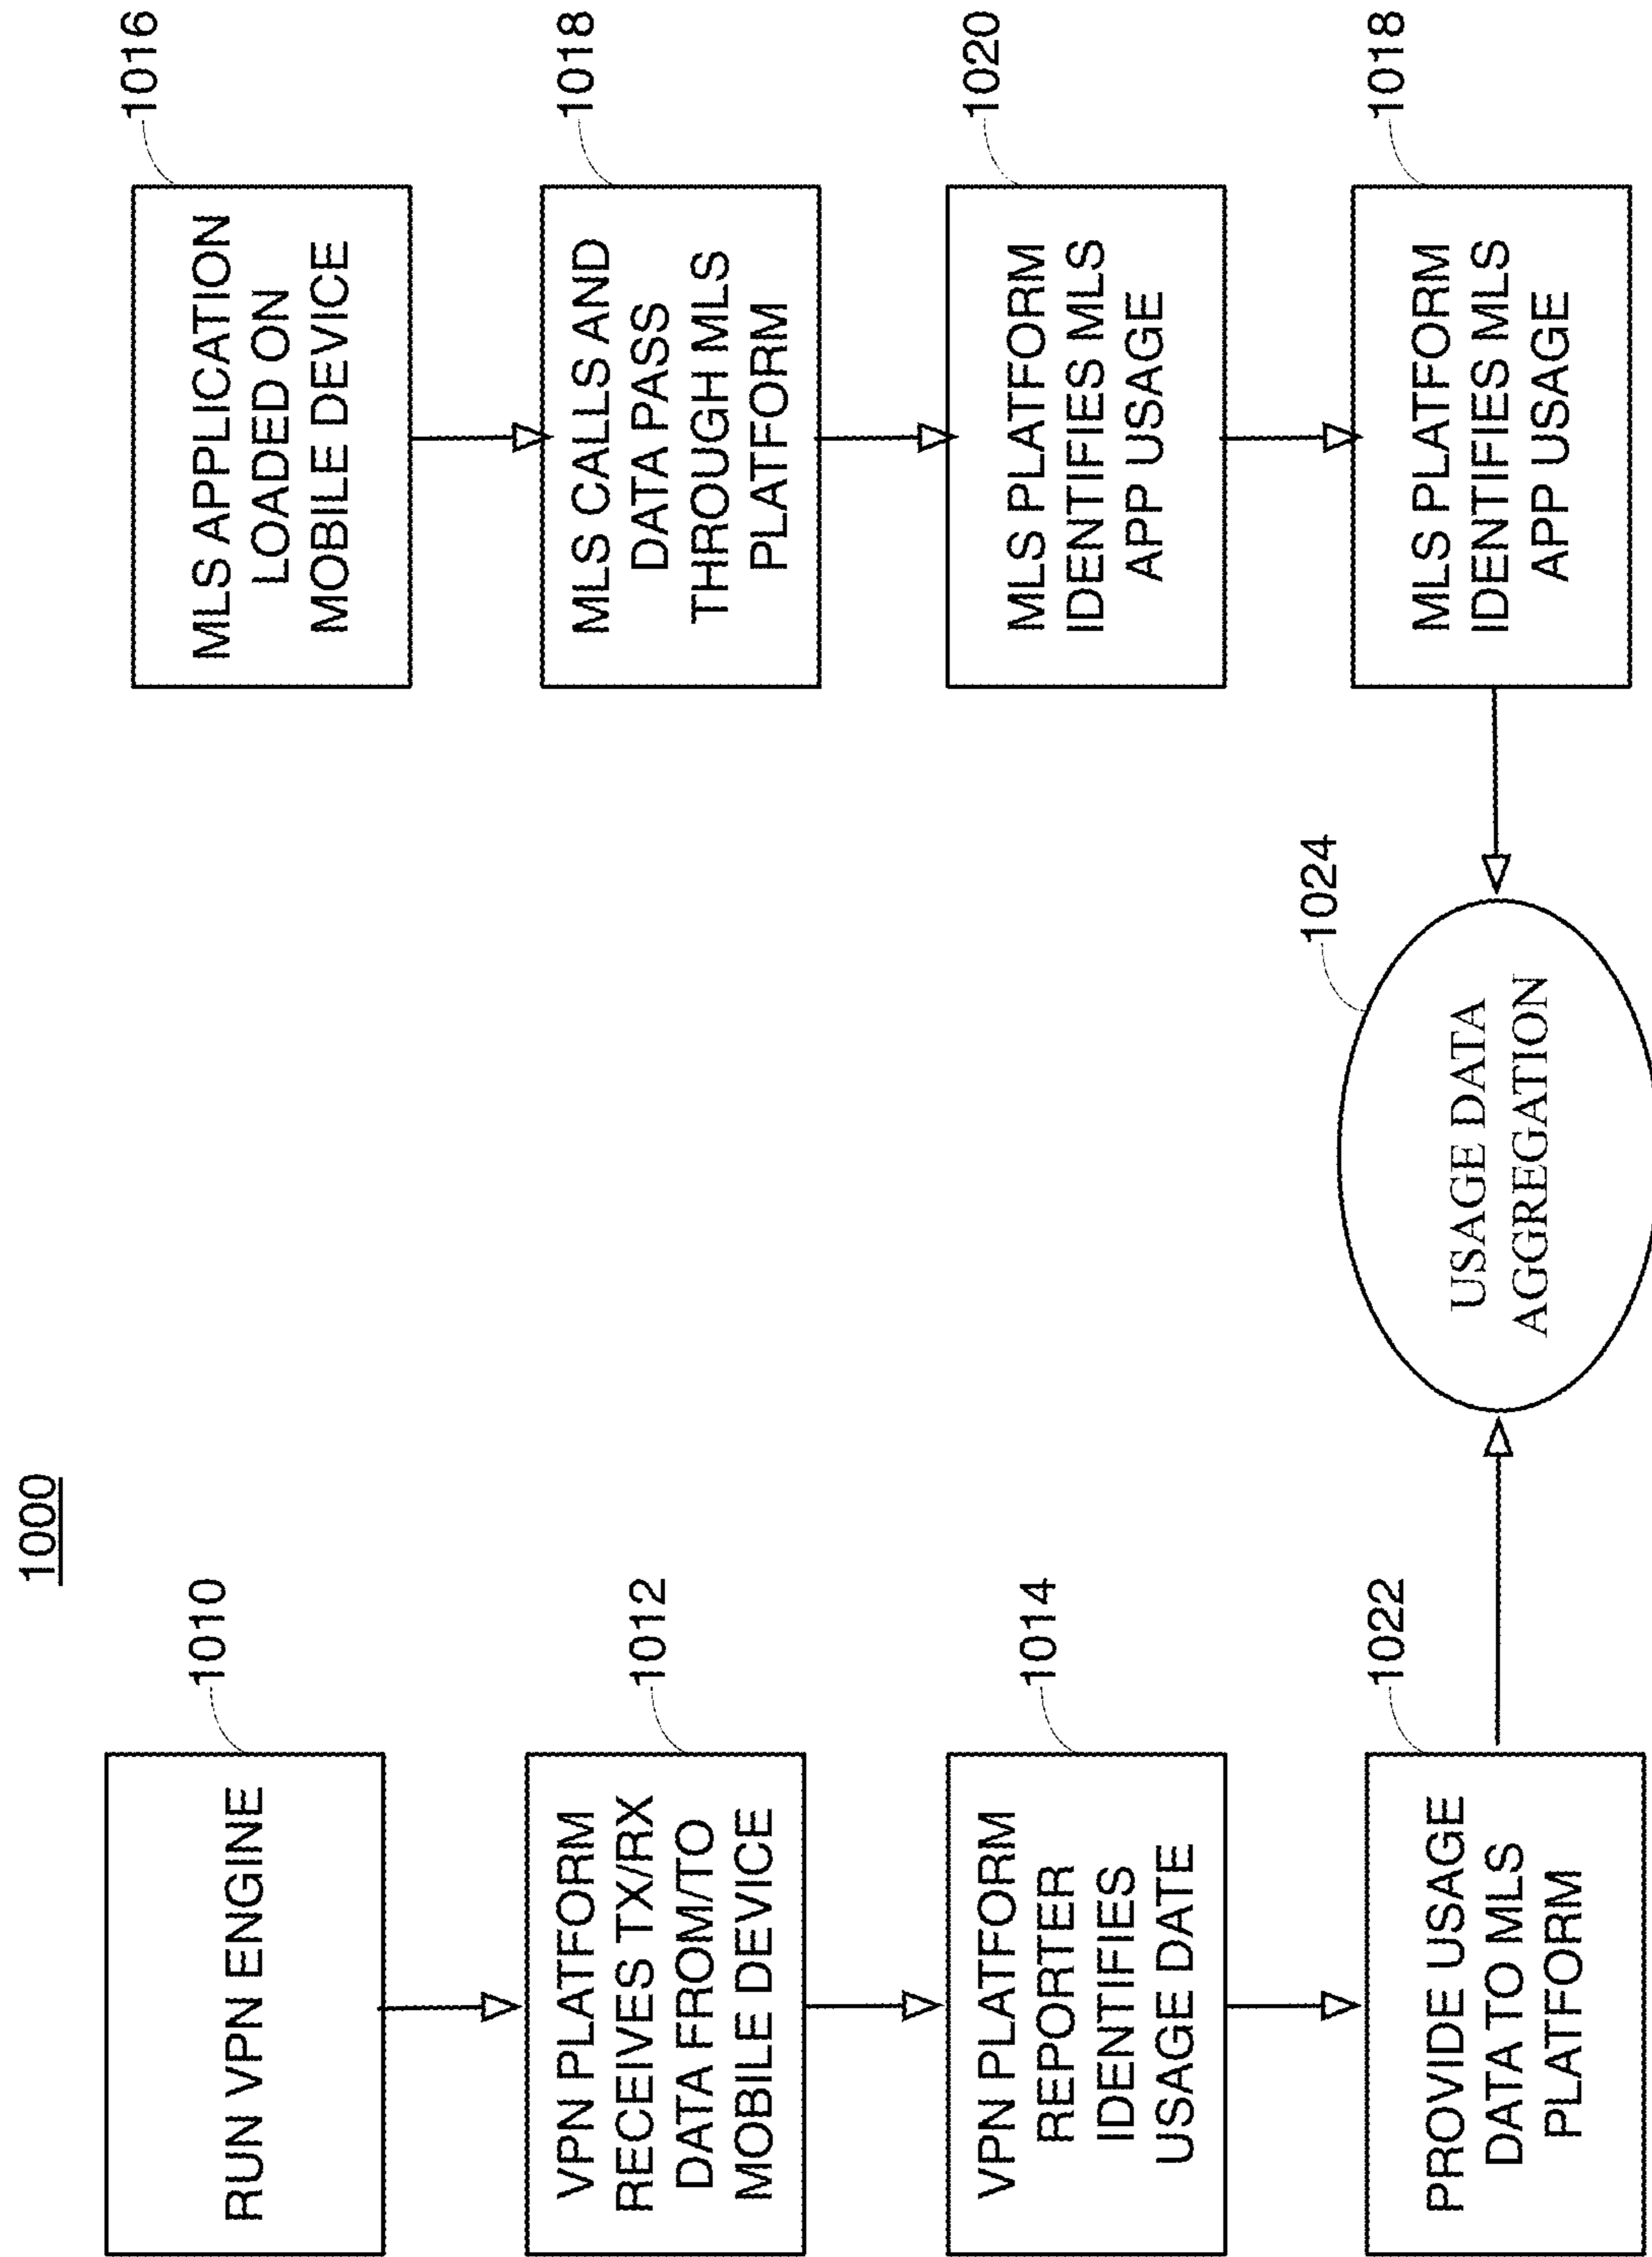 1000
1010
RUN VPN ENGINE
1012
VPN PLATFORM
RECEIVES TX/RX
DATA FROM/TO
MOBILE DEVICE
1014
VPN PLATFORM
REPORTER
IDENTIFIES
USAGE DATE
1022
PROVIDE USAGE
DATA TO MLS
PLATFORM
1016
MLS APPLICATION
LOADED ON
MOBILE DEVICE
1018
MLS CALLS AND
DATA PASS
THROUGH MLS
PLATFORM
1020
MLS PLATFORM
IDENTIFIES MLS
APP USAGE
1018
MLS PLATFORM
IDENTIFIES MLS
APP USAGE
1024
USAGE DATA
AGGREGATION